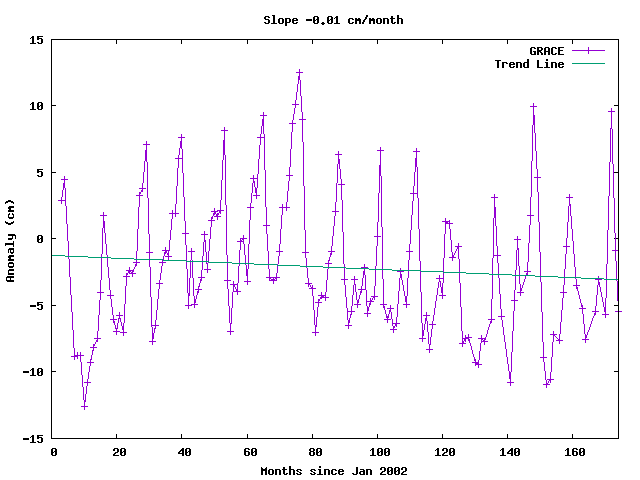 Slope -0.01 cm/month
GRACE
Trend Line
15
10
5
0
-5
-10
-15
Anomaly (cm)
0 20 40 60 80 100 120 140 160
Months since Jan 2002